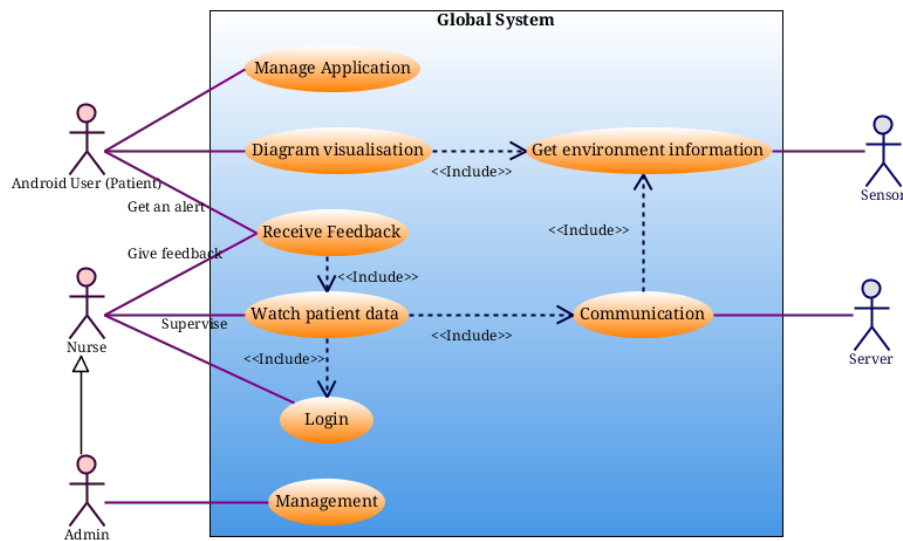 Global System
Manage Application
Diagram visualisation
<<Include>>
Get environment information
Android User (Patient)
Sensor
Get an alert
Receive Feedback
<<Include>>
Give feedback
<<Include>>
Watch patient data
Supervise
<<Include>>
Communication
Nurse
Server
<<Include>>
Login
Management
Admin